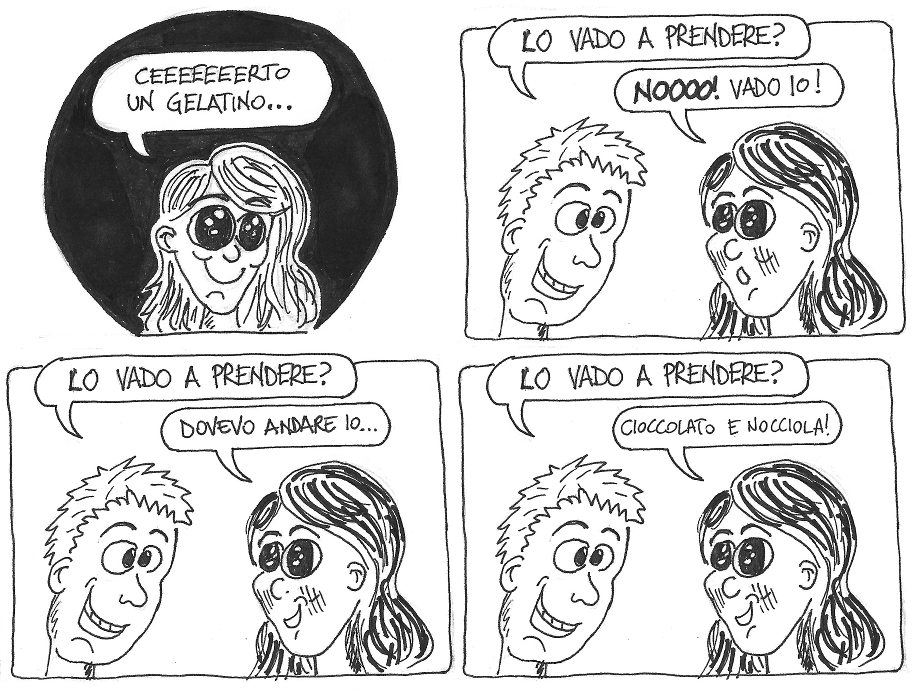 CEEEEEEERTO
UN GELATINO...
LO VADO A PRENDERE?
NOOOO! VADO IO!
LO VADO A PRENDERE?
DOVEVO ANDARE IO...
LO VADO A PRENDERE?
CIOCCOLATO E NOCCIOLA!